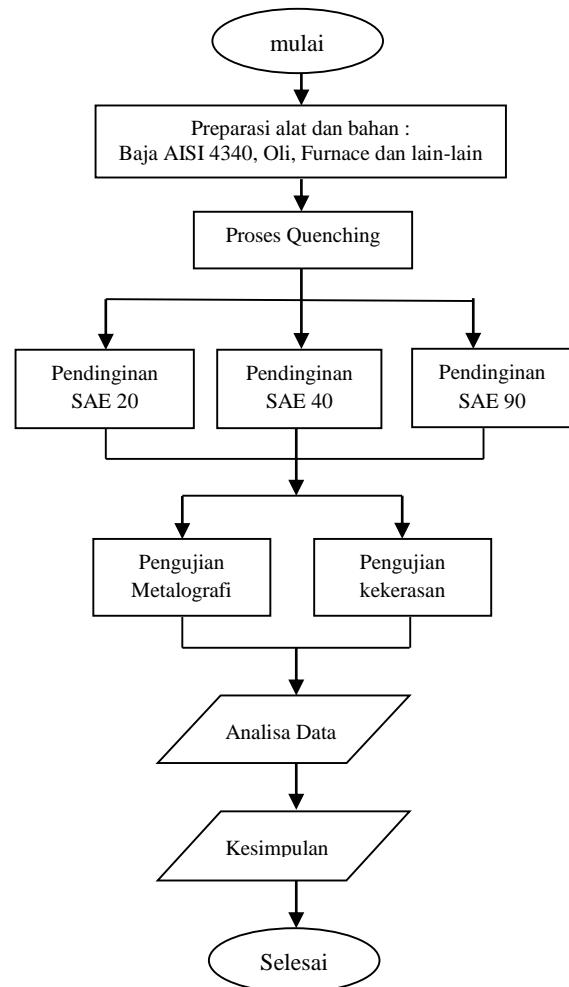 mulai
Preparasi alat dan bahan :
Baja AISI 4340, Oli, Furnace dan lain-lain
Proses Quenching
Pendinginan
SAE 20
Pendinginan
SAE 40
Pendinginan
SAE 90
Pengujian
Metalografi
Pengujian
kekerasan
Analisa Data
Kesimpulan
Selesai